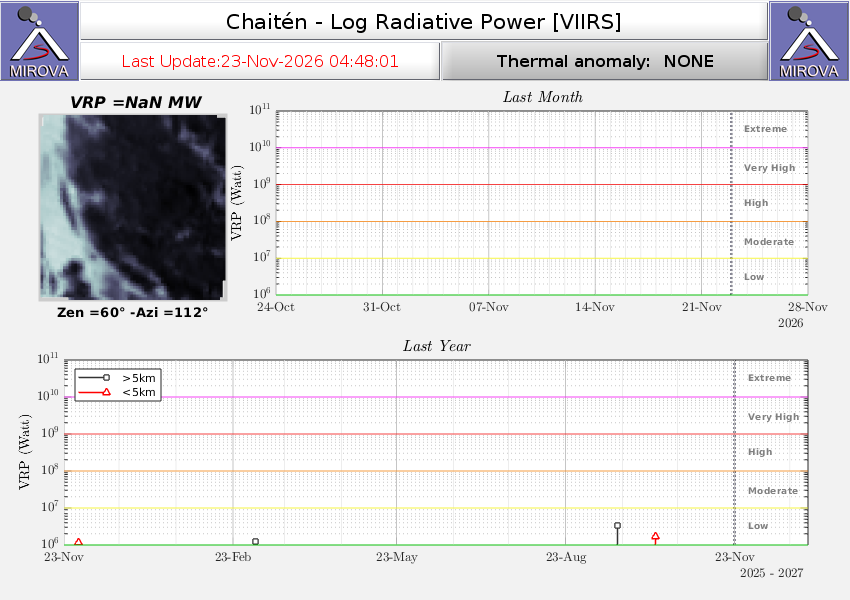 Chaitén - Log Radiative Power [VIIRS]
MIROVA
Last Update:23-Nov-2026 04:48:01
Thermal anomaly: NONE
MIROVA
VRP =NaN MW
Zen =60° -Azi =112°
Last Month
VRP (Watt)
10¹¹
10¹⁰
10⁹
10⁸
10⁷
10⁶
Extreme
Very High
High
Moderate
Low
24-Oct 31-Oct 07-Nov 14-Nov 21-Nov 28-Nov
2026
Last Year
VRP (Watt)
10¹¹
10¹⁰
10⁹
10⁸
10⁷
10⁶
>5km
<5km
Extreme
Very High
High
Moderate
Low
23-Nov 23-Feb 23-May 23-Aug 23-Nov
2025 - 2027